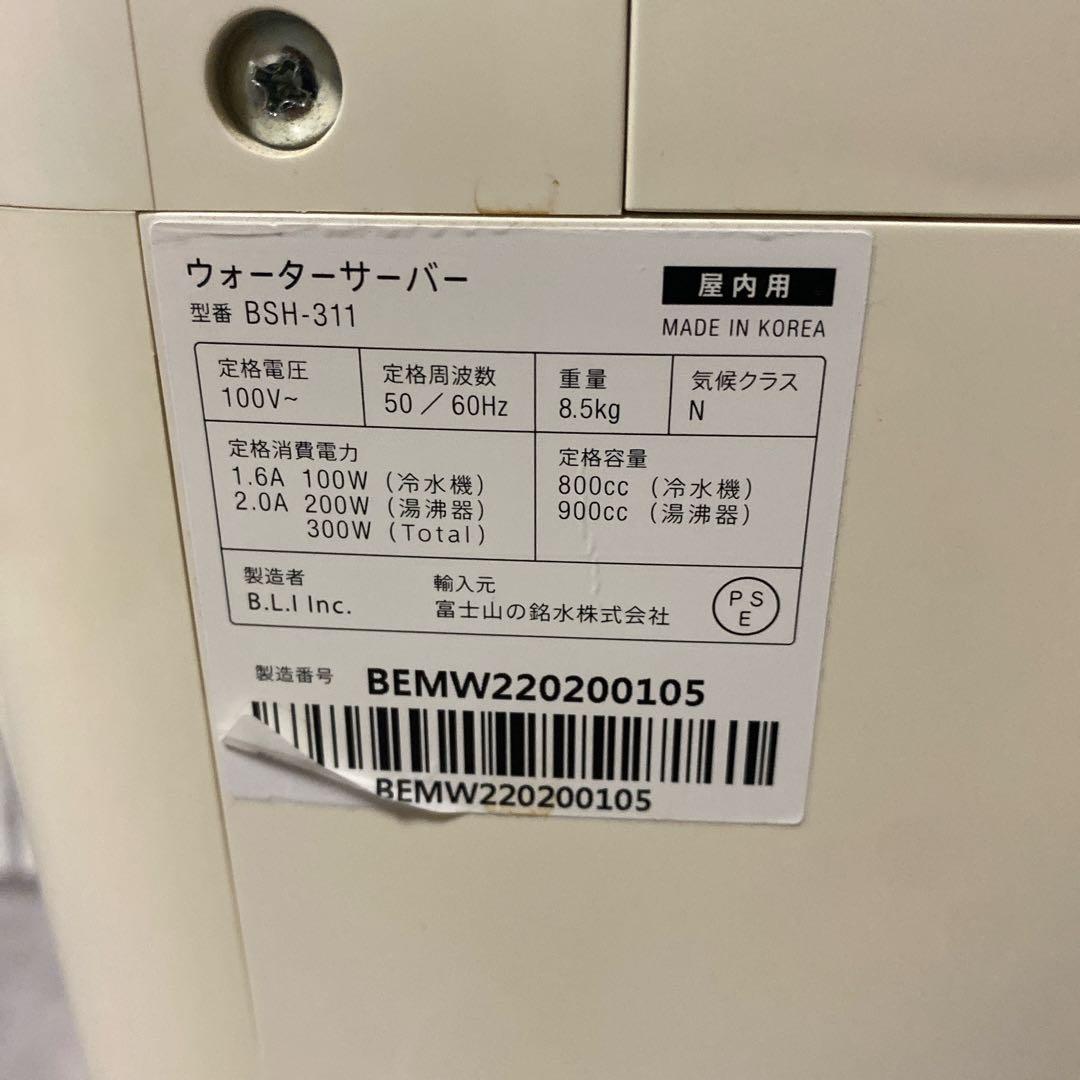 ウォーターサーバー
屋内用
型番 BSH-311
MADE IN KOREA
定格電圧
100V~
定格周波数
50／60Hz
重量
8.5kg
気候クラス
N
定格消費電力
1.6A 100W (冷水機)
2.0A 200W (湯沸器)
300W (Total)
定格容量
800cc (冷水機)
900cc (湯沸器)
製造者
B.L.I Inc.
輸入元
富士山の銘水株式会社
PSE
製造番号 BEMW220200105
BEMW220200105